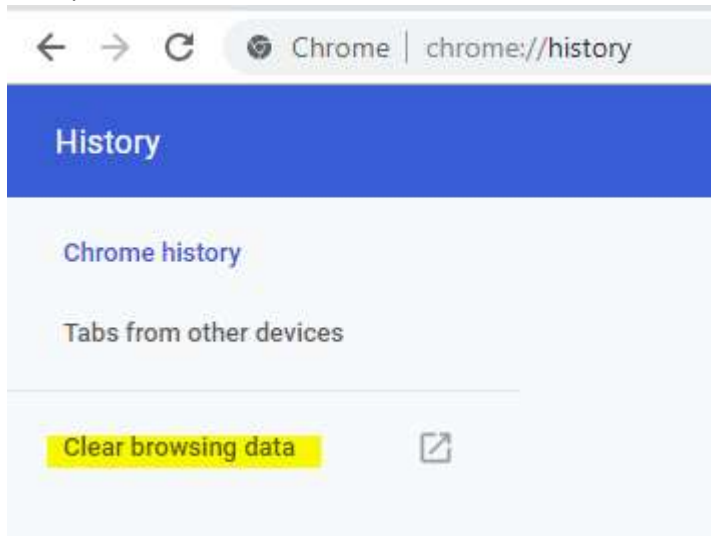 Chrome | chrome://history
History
Chrome history
Tabs from other devices
Clear browsing data